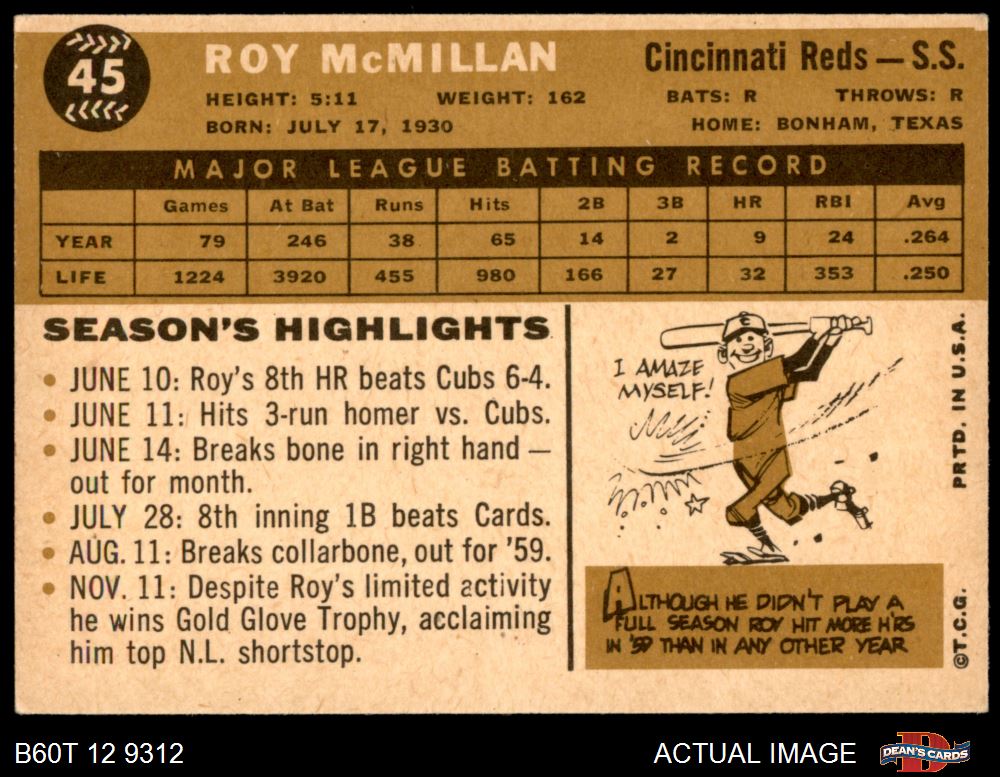 45
ROY McMILLAN
Cincinnati Reds — S.S.
HEIGHT: 5:11 WEIGHT: 162 BATS: R THROWS: R
BORN: JULY 17, 1930 HOME: BONHAM, TEXAS
MAJOR LEAGUE BATTING RECORD
Games At Bat Runs Hits 2B 3B HR RBI Avg
YEAR 79 246 38 65 14 2 9 24 .264
LIFE 1224 3920 455 980 166 27 32 353 .250
SEASON'S HIGHLIGHTS
• JUNE 10: Roy's 8th HR beats Cubs 6-4.
• JUNE 11: Hits 3-run homer vs. Cubs.
• JUNE 14: Breaks bone in right hand —
out for month.
• JULY 28: 8th inning 1B beats Cards.
• AUG. 11: Breaks collarbone, out for '59.
• NOV. 11: Despite Roy's limited activity
he wins Gold Glove Trophy, acclaiming
him top N.L. shortstop.
C
I AMAZE
MYSELF!
ALTHOUGH HE DIDN'T PLAY A
FULL SEASON ROY HIT MORE H'RS
IN '59 THAN IN ANY OTHER YEAR
PRTD. IN U.S.A.
©T.C.G.
B60T 12 9312
ACTUAL IMAGE
D
DEAN'S CARDS